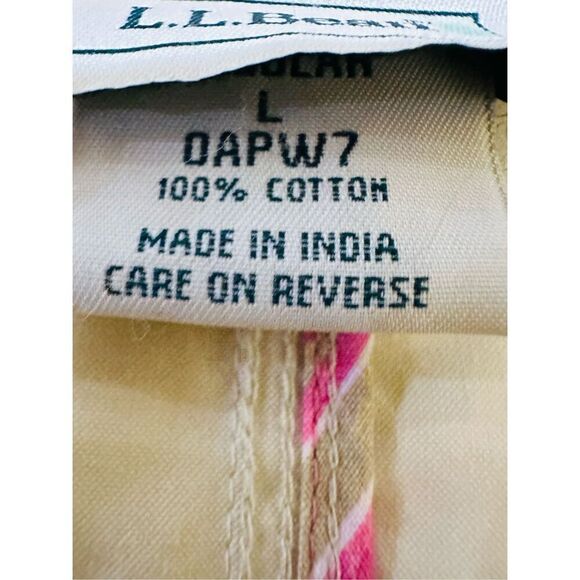 L.L.Bean
L
0APW7
100% COTTON
MADE IN INDIA
CARE ON REVERSE